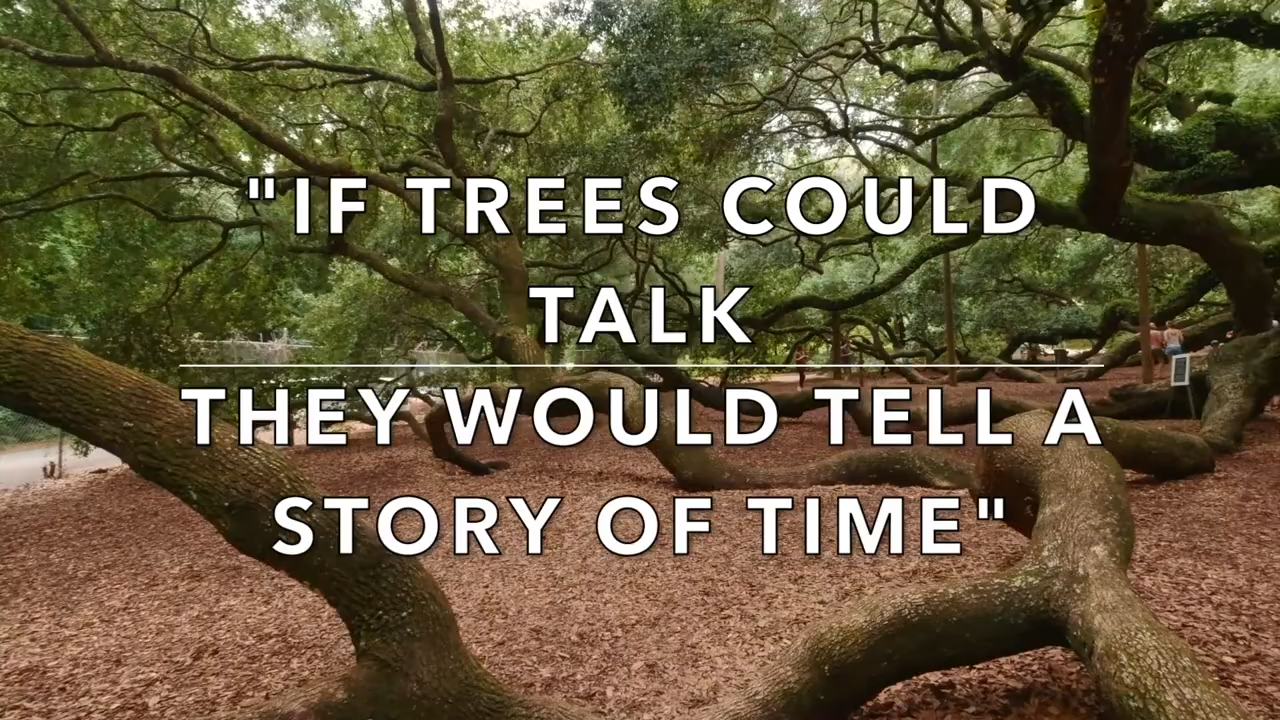 "IF TREES COULD
TALK
THEY WOULD TELL A
STORY OF TIME"